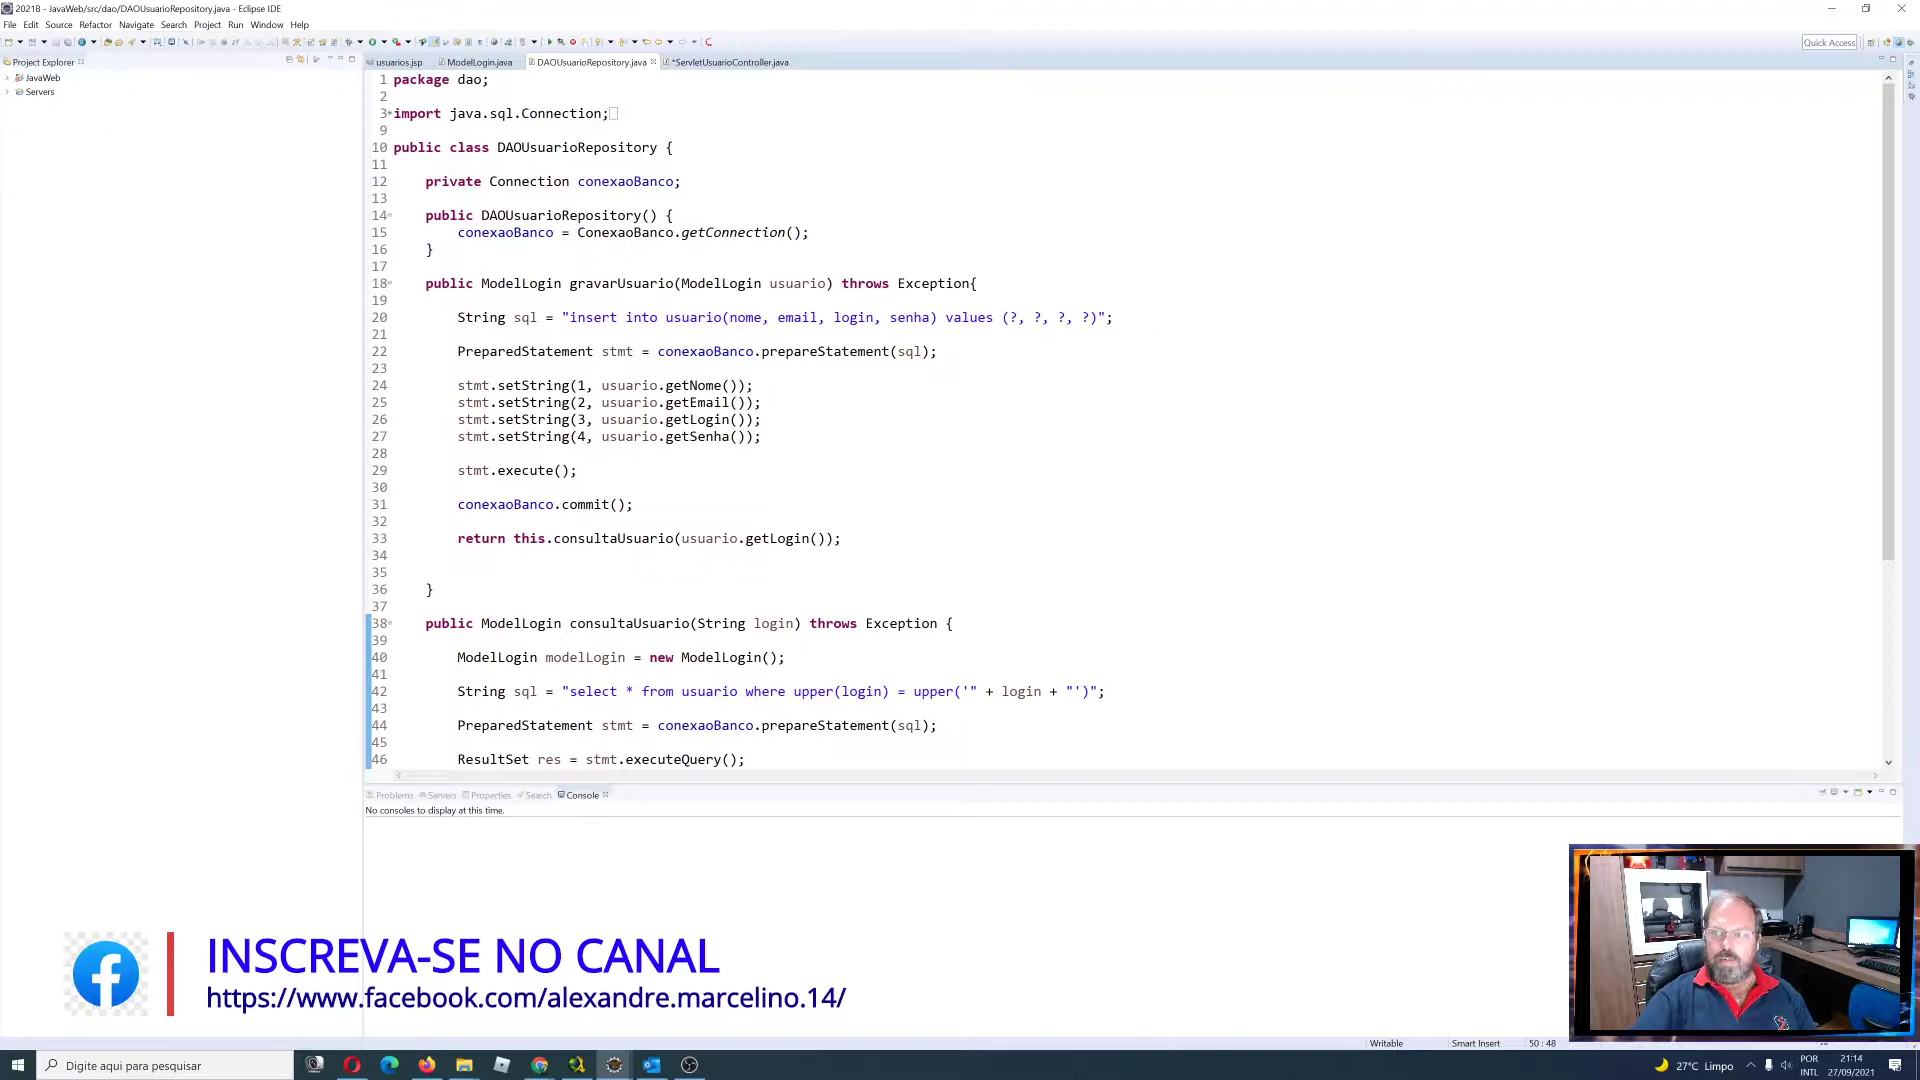 20218 - JavaWeb/src/dao/DAOUsuarioRepository.java - Eclipse IDE
File Edit Source Refactor Navigate Search Project Run Window Help
Quick Access
Project Explorer
JavaWeb
Servers
usuarios.jsp ModelLogin.java DAOUsuarioRepository.java *ServletUsuarioController.java
1 package dao;
2
3 import java.sql.Connection;
9
10 public class DAOUsuarioRepository {
11
12 private Connection conexaoBanco;
13
14 public DAOUsuarioRepository() {
15 conexaoBanco = ConexaoBanco.getConnection();
16 }
17
18 public ModelLogin gravarUsuario(ModelLogin usuario) throws Exception{
19
20 String sql = "insert into usuario(nome, email, login, senha) values (?, ?, ?, ?)";
21
22 PreparedStatement stmt = conexaoBanco.prepareStatement(sql);
23
24 stmt.setString(1, usuario.getNome());
25 stmt.setString(2, usuario.getEmail());
26 stmt.setString(3, usuario.getLogin());
27 stmt.setString(4, usuario.getSenha());
28
29 stmt.execute();
30
31 conexaoBanco.commit();
32
33 return this.consultaUsuario(usuario.getLogin());
34
35
36 }
37
38 public ModelLogin consultaUsuario(String login) throws Exception {
39
40 ModelLogin modelLogin = new ModelLogin();
41
42 String sql = "select * from usuario where upper(login) = upper('" + login + "')";
43
44 PreparedStatement stmt = conexaoBanco.prepareStatement(sql);
45
46 ResultSet res = stmt.executeQuery();
Problems Servers Properties Search Console
No consoles to display at this time.
INSCREVA-SE NO CANAL
https://www.facebook.com/alexandre.marcelino.14/
Writable Smart Insert 50 : 48
Digite aqui para pesquisar
27°C Limpo
POR
INTL
21:14
27/09/2021